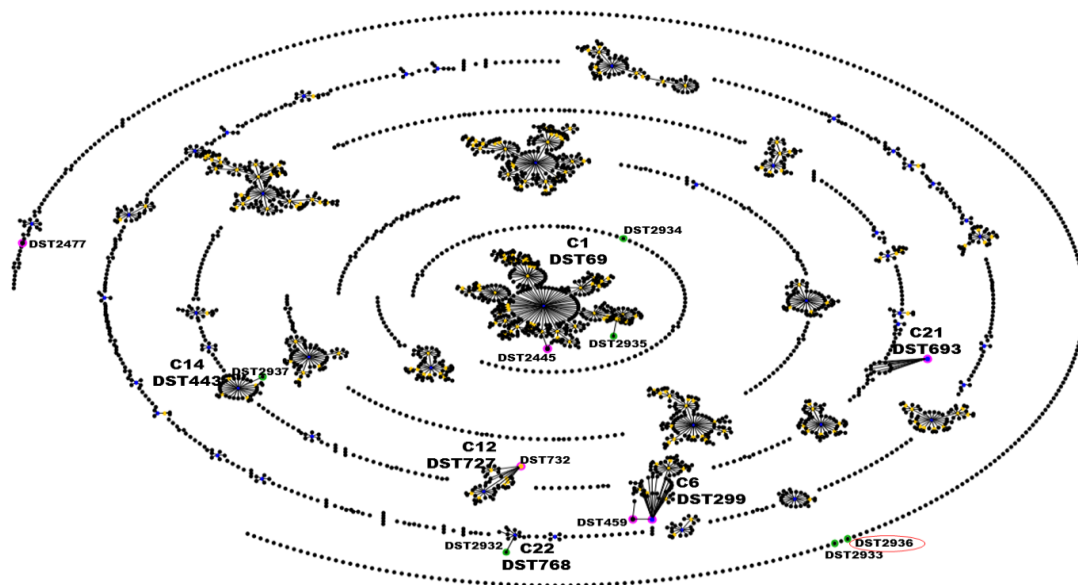 DST2934
C1
DST69
DST2477
C21
DST693
DST2935
DST2445
C14
DST443
DST2937
C12
DST727
DST732
C6
DST299
DST459
DST2932
C22
DST768
DST2936
DST2933